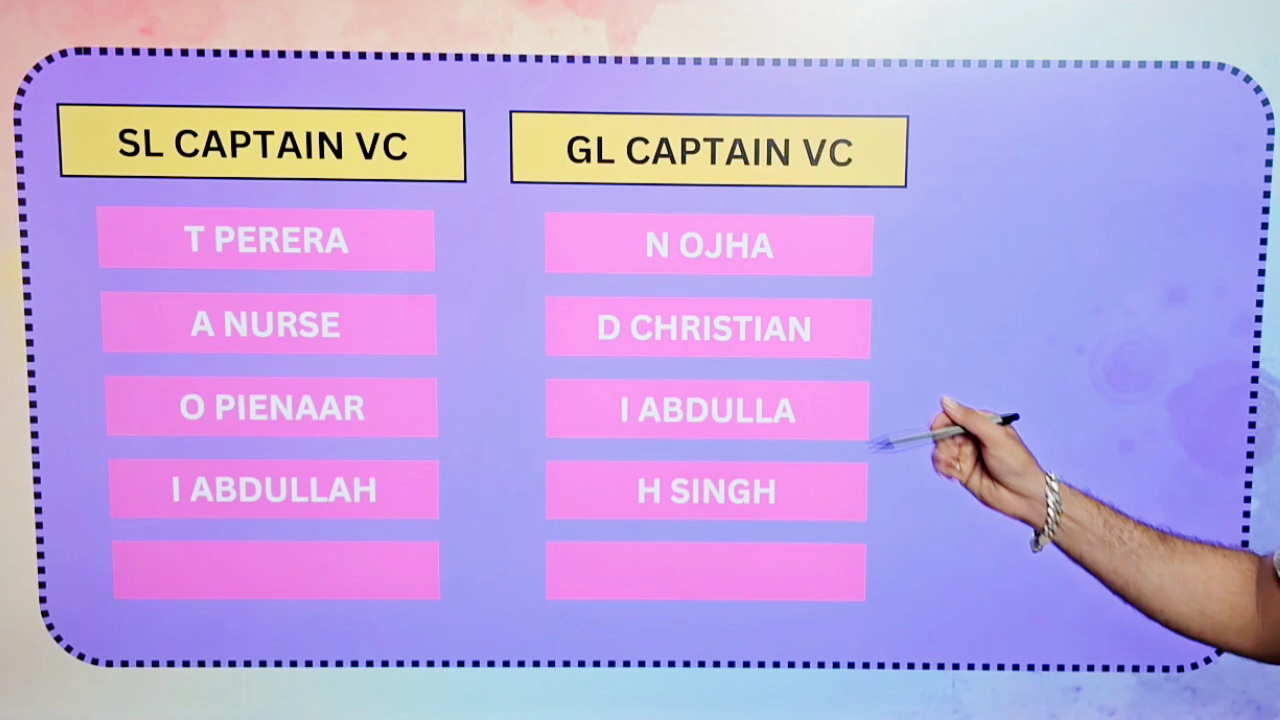 SL CAPTAIN VC
T PERERA
A NURSE
O PIENAAR
I ABDULLAH
GL CAPTAIN VC
N OJHA
D CHRISTIAN
I ABDULLA
H SINGH